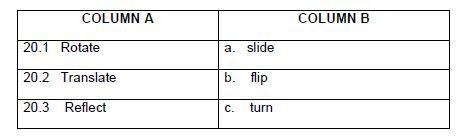 COLUMN A COLUMN B
20.1 Rotate a. slide
20.2 Translate b. flip
20.3 Reflect c. turn